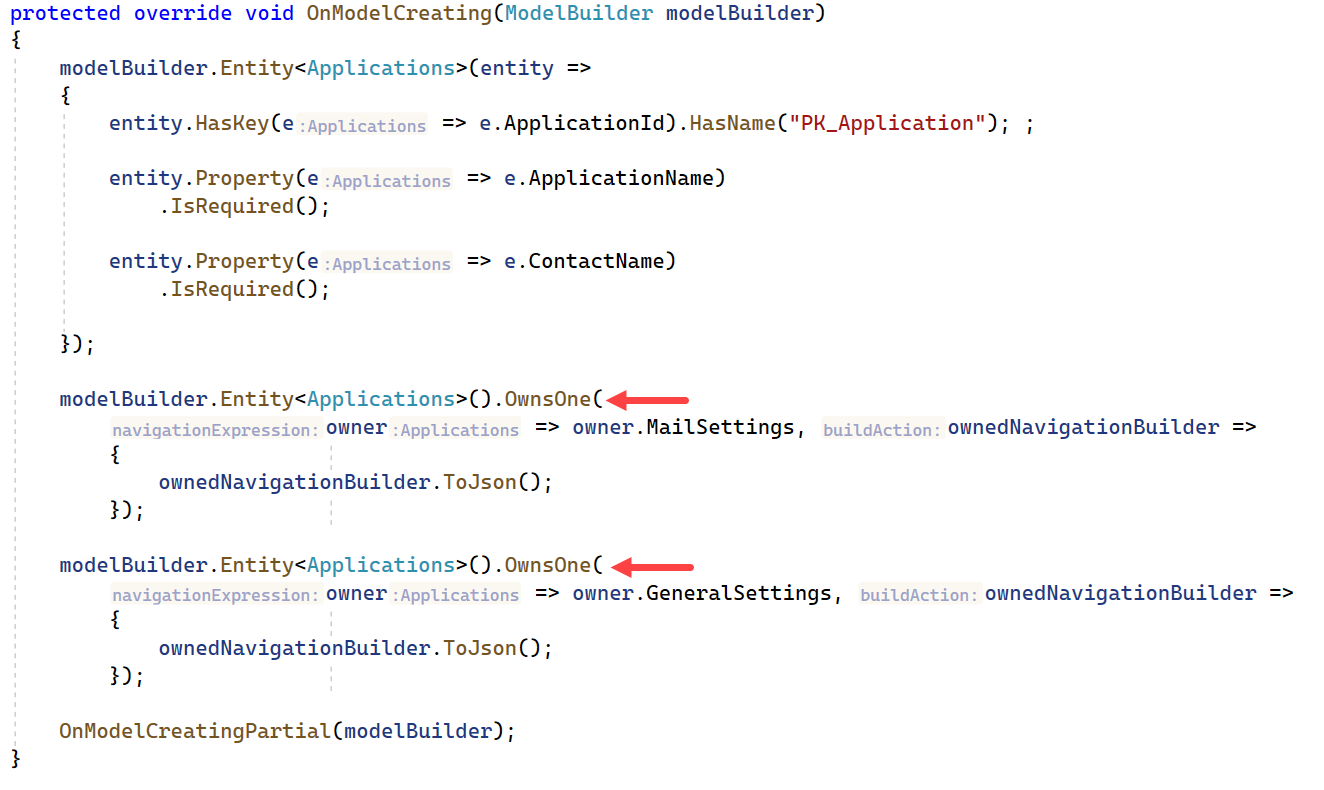 protected override void OnModelCreating(ModelBuilder modelBuilder)
{
    modelBuilder.Entity<Applications>(entity =>
    {
        entity.HasKey(e :Applications => e.ApplicationId).HasName("PK_Application"); ;
        entity.Property(e :Applications => e.ApplicationName)
            .IsRequired();
        entity.Property(e :Applications => e.ContactName)
            .IsRequired();
    });
    modelBuilder.Entity<Applications>().OwnsOne(
        navigationExpression: owner :Applications => owner.MailSettings, buildAction: ownedNavigationBuilder =>
        {
            ownedNavigationBuilder.ToJson();
        });
    modelBuilder.Entity<Applications>().OwnsOne(
        navigationExpression: owner :Applications => owner.GeneralSettings, buildAction: ownedNavigationBuilder =>
        {
            ownedNavigationBuilder.ToJson();
        });
    OnModelCreatingPartial(modelBuilder);
}